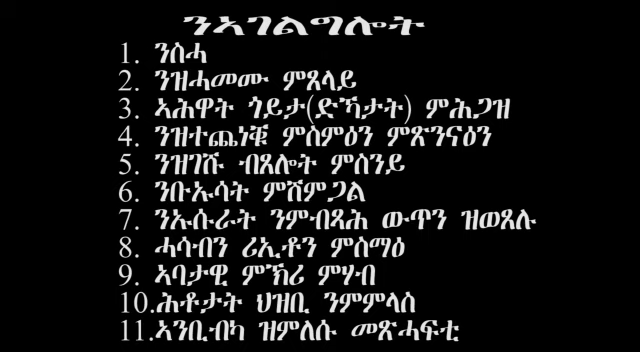 ንኣገልግሎት
1. ንስሓ
2. ንዝሓመሙ ምጸላይ
3. ኣሕዋት ጎይታ(ድኻታት) ምሕጋዝ
4. ንዝተጨነቑ ምስምዕን ምጽንናዕን
5. ንዝገሹ ብጸሎት ምስንይ
6. ንቡኡሳት ምሽምጋል
7. ንኡሱራት ንምብጻሕ ውጥን ዝወጸሉ
8. ሓሳብን ሪኢቶን ምስማዕ
9. ኣባታዊ ምኽሪ ምሃብ
10.ሕቶታት ህዝቢ ንምምላስ
11.ኣንቢብካ ዝምለሱ መጽሓፍቲ